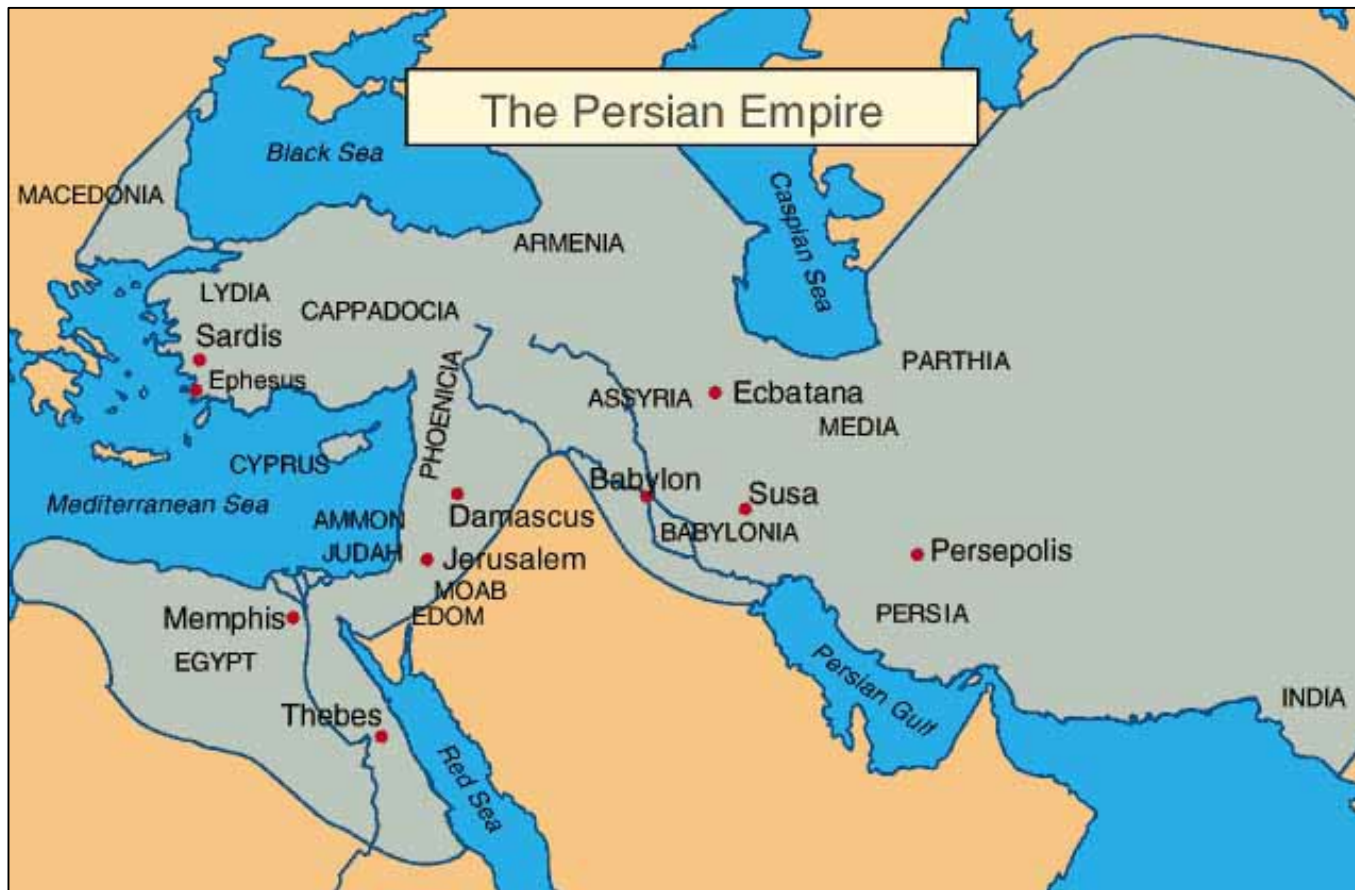 The Persian Empire
Black Sea
MACEDONIA
Caspian Sea
ARMENIA
LYDIA
CAPPADOCIA
Sardis
PARTHIA
Ephesus
PHOENICIA
ASSYRIA
Ecbatana
MEDIA
CYPRUS
Babylon
Susa
Mediterranean Sea
AMMON
Damascus
BABYLONIA
JUDAH
Jerusalem
Persepolis
MOAB
EDOM
Memphis
PERSIA
EGYPT
Persian Gulf
INDIA
Thebes
Red Sea